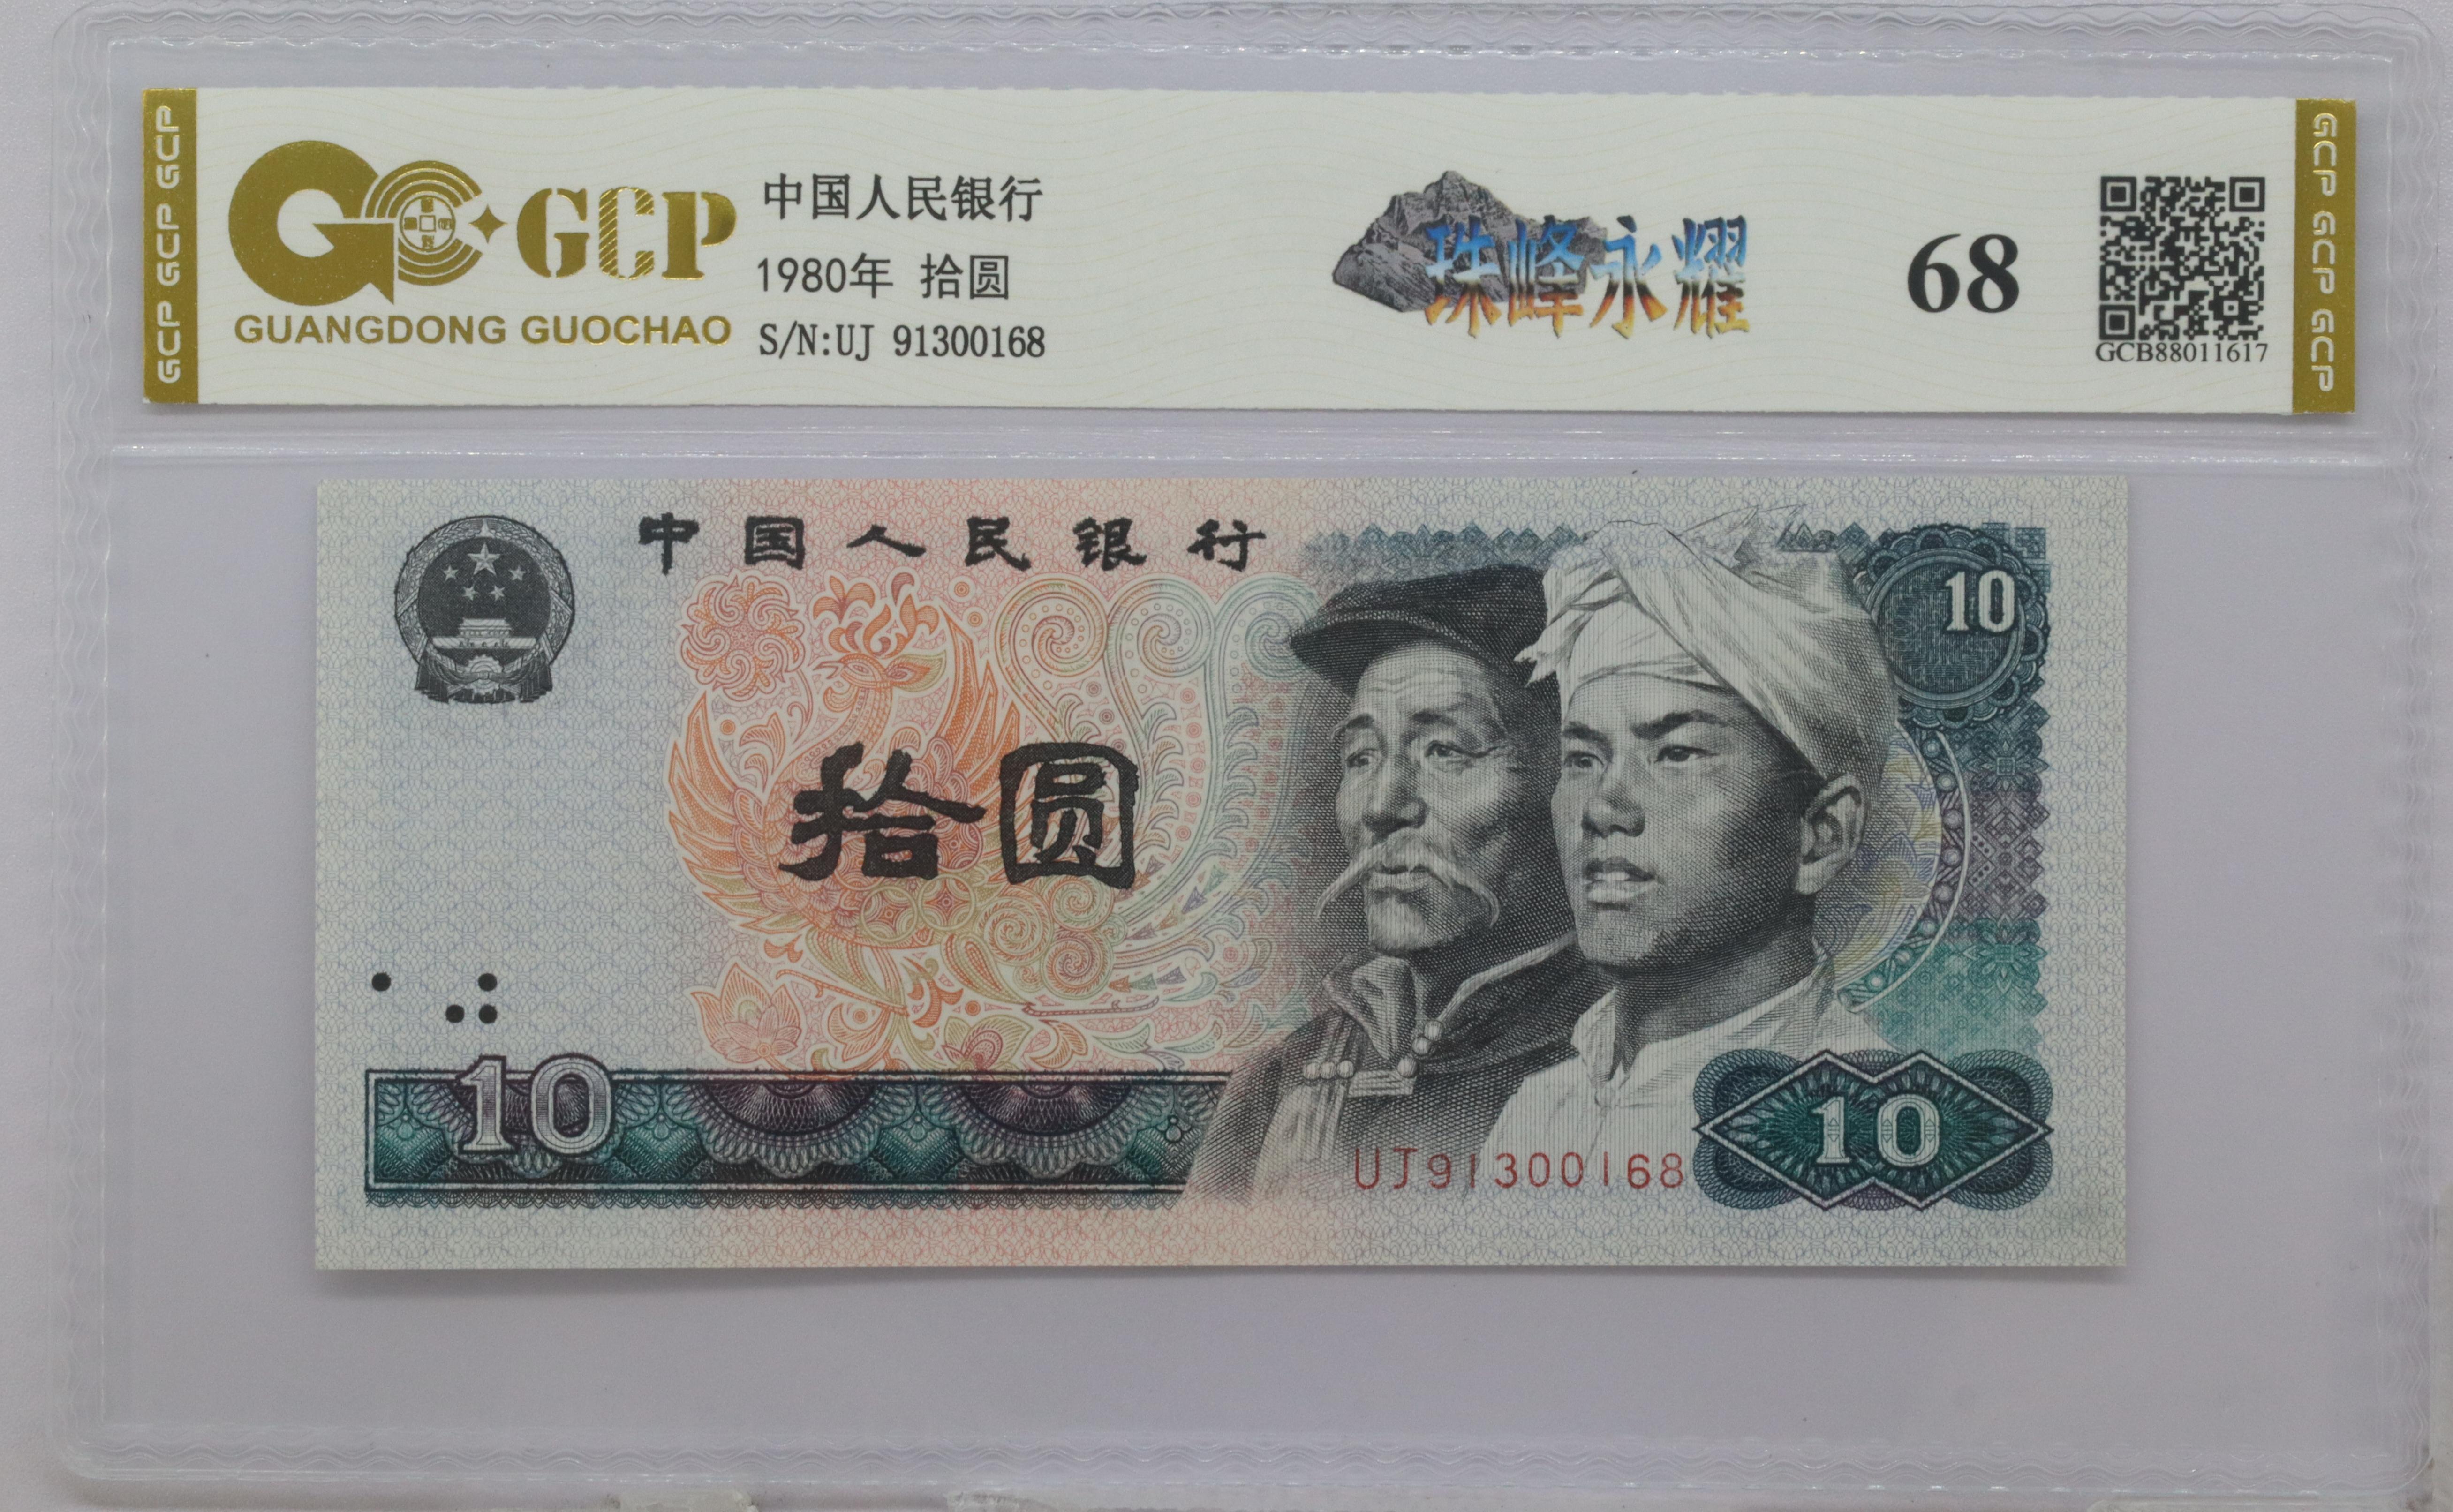 GCP GCP GCP
GCP
GUANGDONG GUOCHAO
中国人民银行
1980年 拾圆
S/N:UJ 91300168
珠峰永耀
68
GCB88011617
GCP GCP GCP GCP
中国人民银行
10
拾圆
10
UJ91300168
10